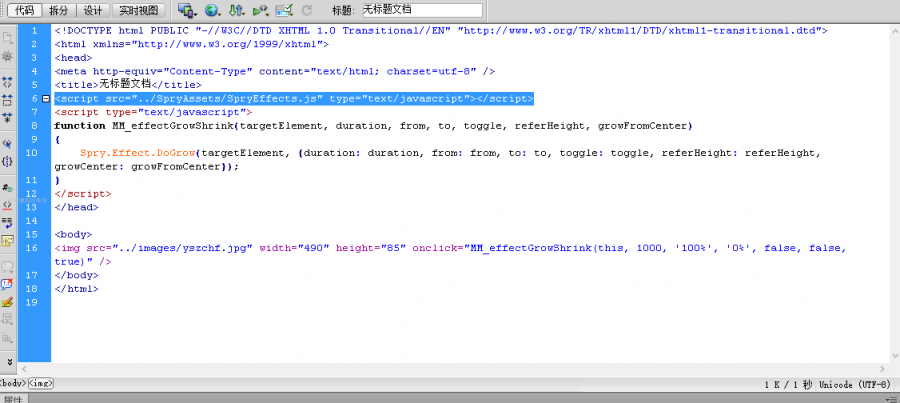 代码 拆分 设计 实时视图 标题: 无标题文档
1 <!DOCTYPE html PUBLIC "-//W3C//DTD XHTML 1.0 Transitional//EN" "http://www.w3.org/TR/xhtml1/DTD/xhtml1-transitional.dtd">
2 <html xmlns="http://www.w3.org/1999/xhtml">
3 <head>
4 <meta http-equiv="Content-Type" content="text/html; charset=utf-8" />
5 <title>无标题文档</title>
6 <script src="../SpryAssets/SpryEffects.js" type="text/javascript"></script>
7 <script type="text/javascript">
8 function MM_effectGrowShrink(targetElement, duration, from, to, toggle, referHeight, growFromCenter)
9 {
10 Spry.Effect.DoGrow(targetElement, {duration: duration, from: from, to: to, toggle: toggle, referHeight: referHeight,
growCenter: growFromCenter});
11 }
12 </script>
13 </head>
14
15 <body>
16 <img src="../images/yszchf.jpg" width="490" height="85" onclick="MM_effectGrowShrink(this, 1000, '100%', '0%', false, false,
true)" />
17 </body>
18 </html>
19
<body> <img> 1 K / 1 秒 Unicode (UTF-8)
属性